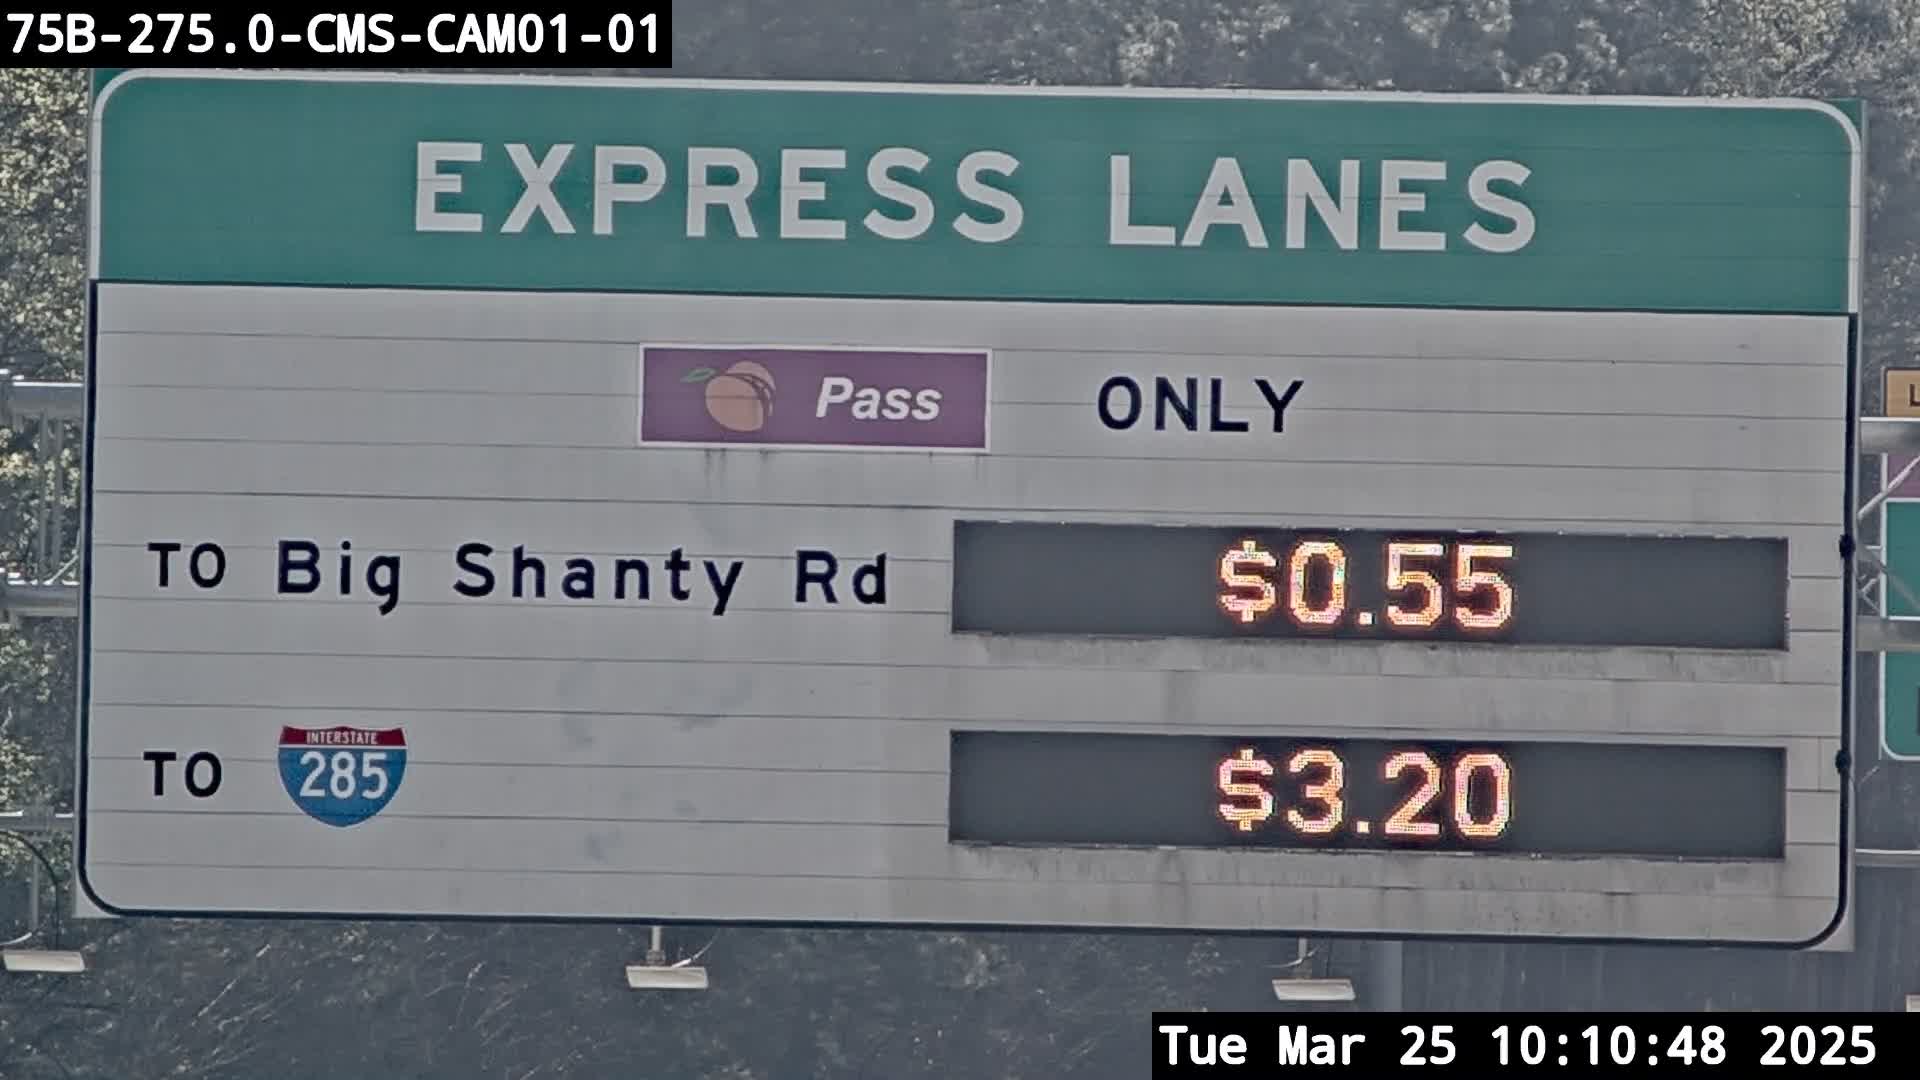 75B-275.0-CMS-CAM01-01
EXPRESS LANES
Pass ONLY
TO Big Shanty Rd $0.55
TO INTERSTATE 285 $3.20
Tue Mar 25 10:10:48 2025